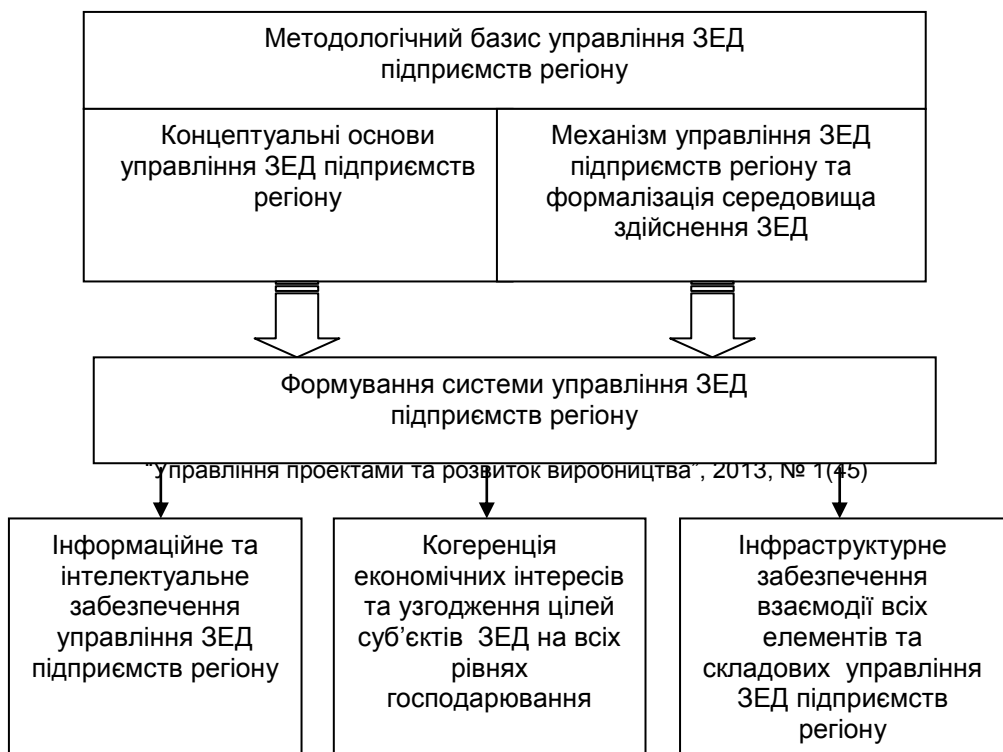 Методологічний базис управління ЗЕД
підприємств регіону
Концептуальні основи
управління ЗЕД підприємств
регіону
Механізм управління ЗЕД
підприємств регіону та
формалізація середовища
здійснення ЗЕД
Формування системи управління ЗЕД
підприємств регіону
“Управління проектами та розвиток виробництва”, 2013, № 1(45)
Інформаційне та
інтелектуальне
забезпечення
управління ЗЕД
підприємств регіону
Когеренція
економічних інтересів
та узгодження цілей
суб’єктів ЗЕД на всіх
рівнях
господарювання
Інфраструктурне
забезпечення
взаємодії всіх
елементів та
складових управління
ЗЕД підприємств
регіону